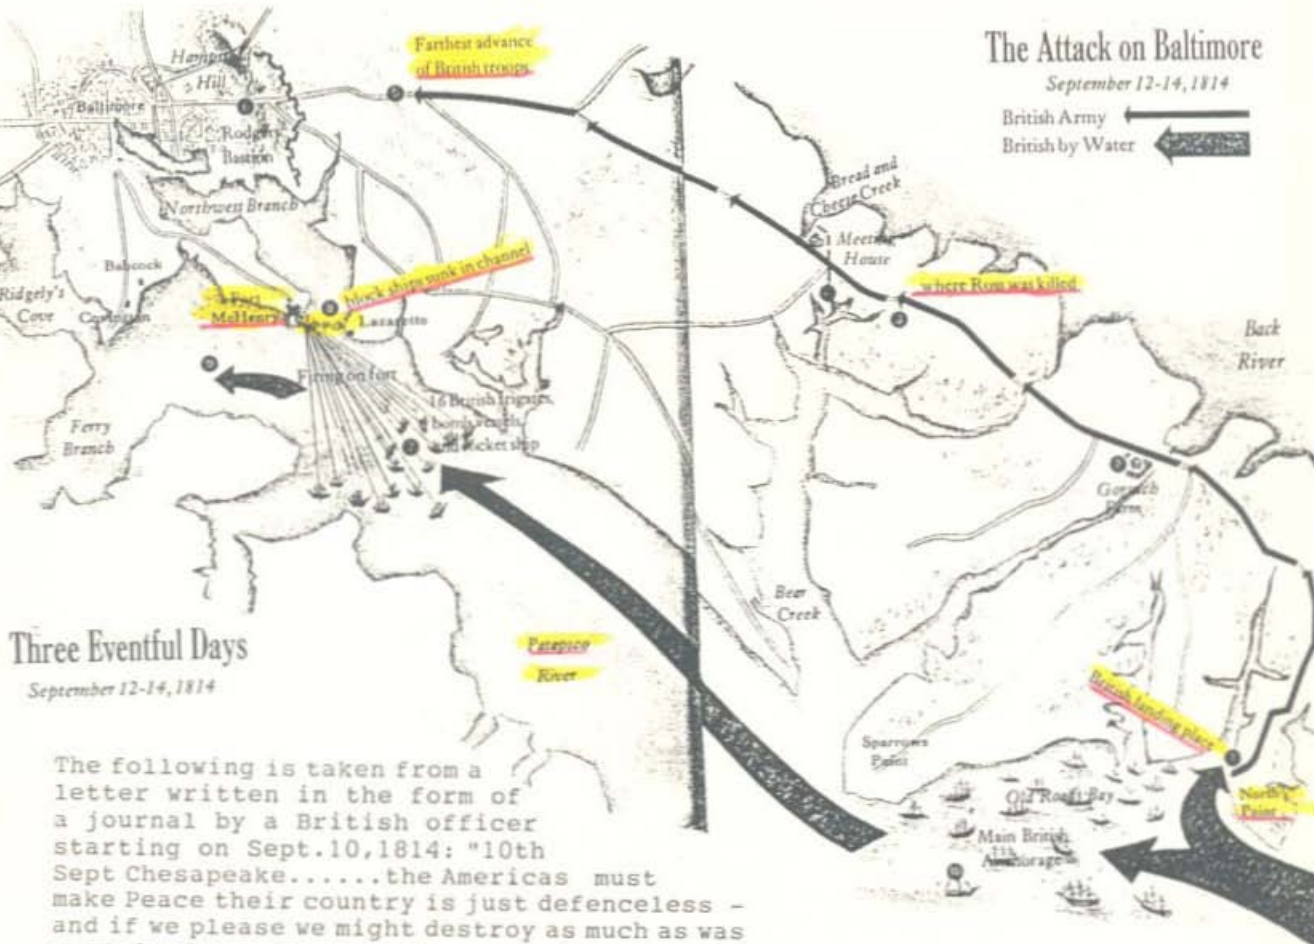 Farthest advance
of British troops
The Attack on Baltimore
September 12-14, 1814
British Army
British by Water
Hill
Baltimore
Bastion
Bread and
Cheese Creek
Northwest Branch
House
Babcock
block ships sunk in channel
where Ross was killed
Ridgely's
Cove
Fort
McHenry
Lazaretto
Back
River
Firing on fort
16 British frigates,
bomb vessels,
and rocket ship
Ferry
Branch
Farm
Bear
Creek
Three Eventful Days
September 12-14, 1814
Patapsco
River
British landing place
Sparrows
Point
North
Point
Old Roads Bay
Main British
Anchorage
The following is taken from a
letter written in the form of
a journal by a British officer
starting on Sept.10,1814: "10th
Sept Chesapeake......the Americas must
make Peace their country is just defenceless -
and if we please we might destroy as much as was